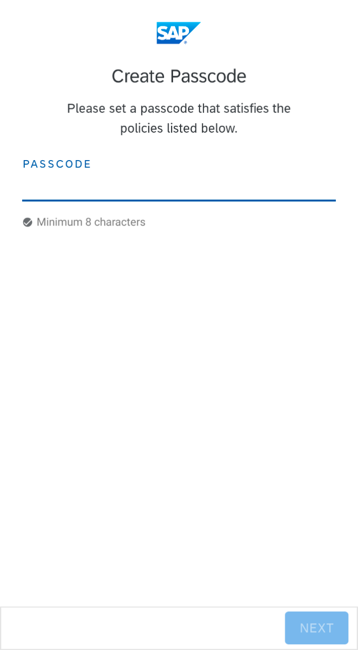 SAP
Create Passcode
Please set a passcode that satisfies the
policies listed below.
PASSCODE
Minimum 8 characters
NEXT